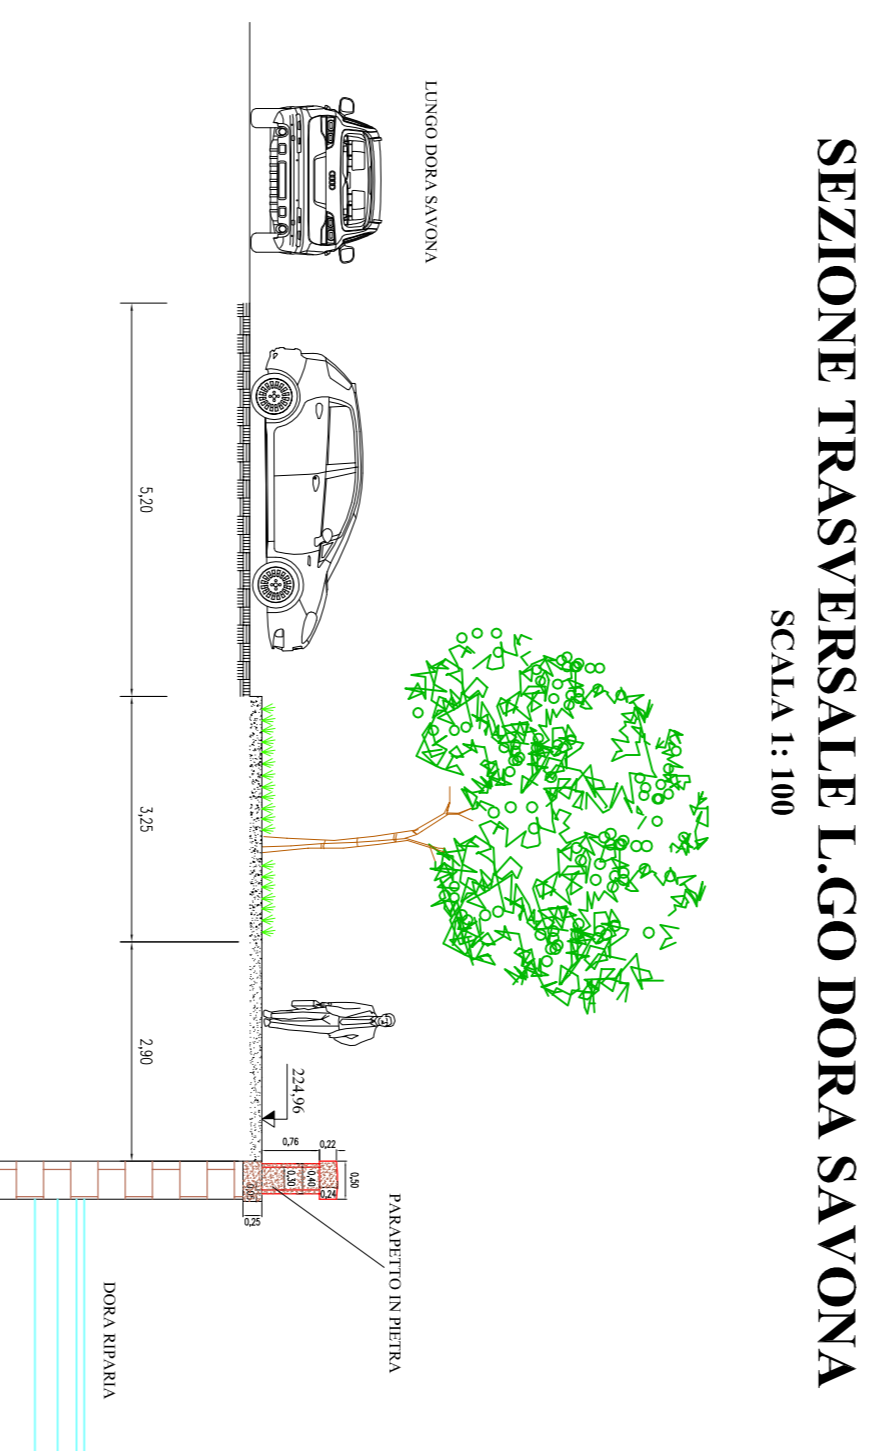 SEZIONE TRASVERSALE L.GO DORA SAVONA
SCALA 1: 100
LUNGO DORA SAVONA
5,20
3,25
2,90
224,96
0,76
0,22
0,50
0,30
0,40
0,24
0,05
0,25
PARAPETTO IN PIETRA
DORA RIPARIA